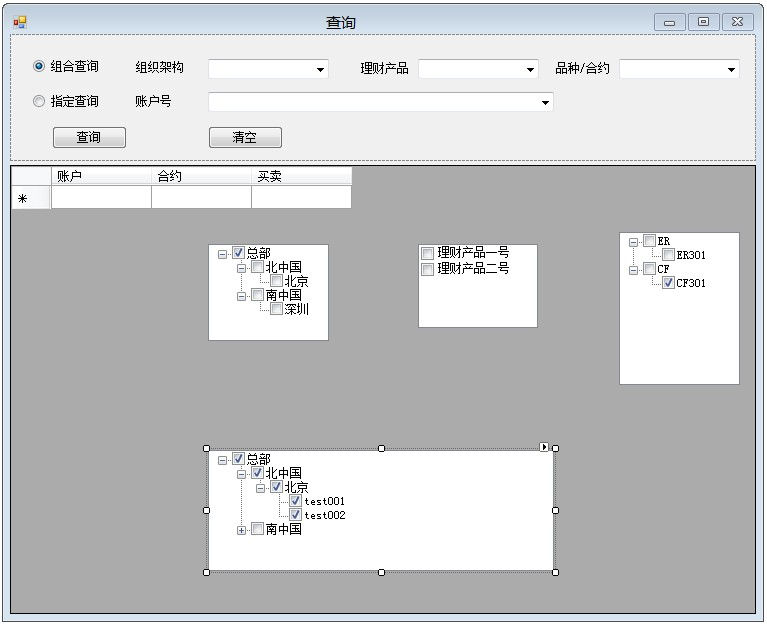 查询
组合查询 组织架构 理财产品 品种/合约
指定查询 账户号
查询 清空
账户 合约 买卖
总部
北中国
北京
南中国
深圳
理财产品一号
理财产品二号
ER
ER301
CF
CF301
总部
北中国
北京
test001
test002
南中国